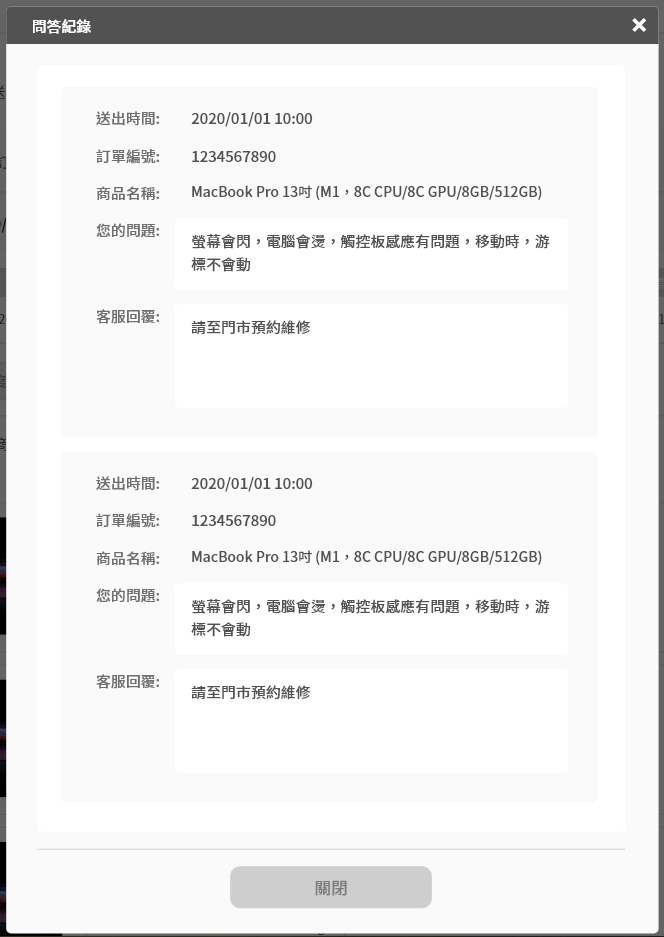 問答紀錄
送出時間: 2020/01/01 10:00
訂單編號: 1234567890
商品名稱: MacBook Pro 13吋 (M1，8C CPU/8C GPU/8GB/512GB)
您的問題: 螢幕會閃，電腦會燙，觸控板感應有問題，移動時，游
標不會動
客服回覆: 請至門市預約維修
送出時間: 2020/01/01 10:00
訂單編號: 1234567890
商品名稱: MacBook Pro 13吋 (M1，8C CPU/8C GPU/8GB/512GB)
您的問題: 螢幕會閃，電腦會燙，觸控板感應有問題，移動時，游
標不會動
客服回覆: 請至門市預約維修
關閉